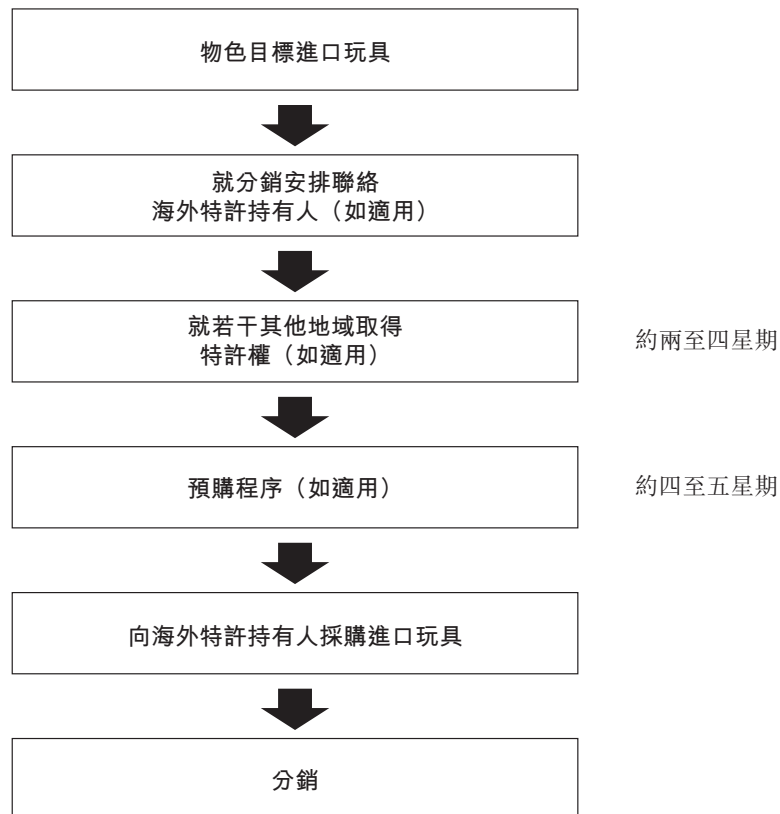 物色目標進口玩具
就分銷安排聯絡
海外特許持有人（如適用）
就若干其他地域取得
特許權（如適用）
約兩至四星期
預購程序（如適用）
約四至五星期
向海外特許持有人採購進口玩具
分銷